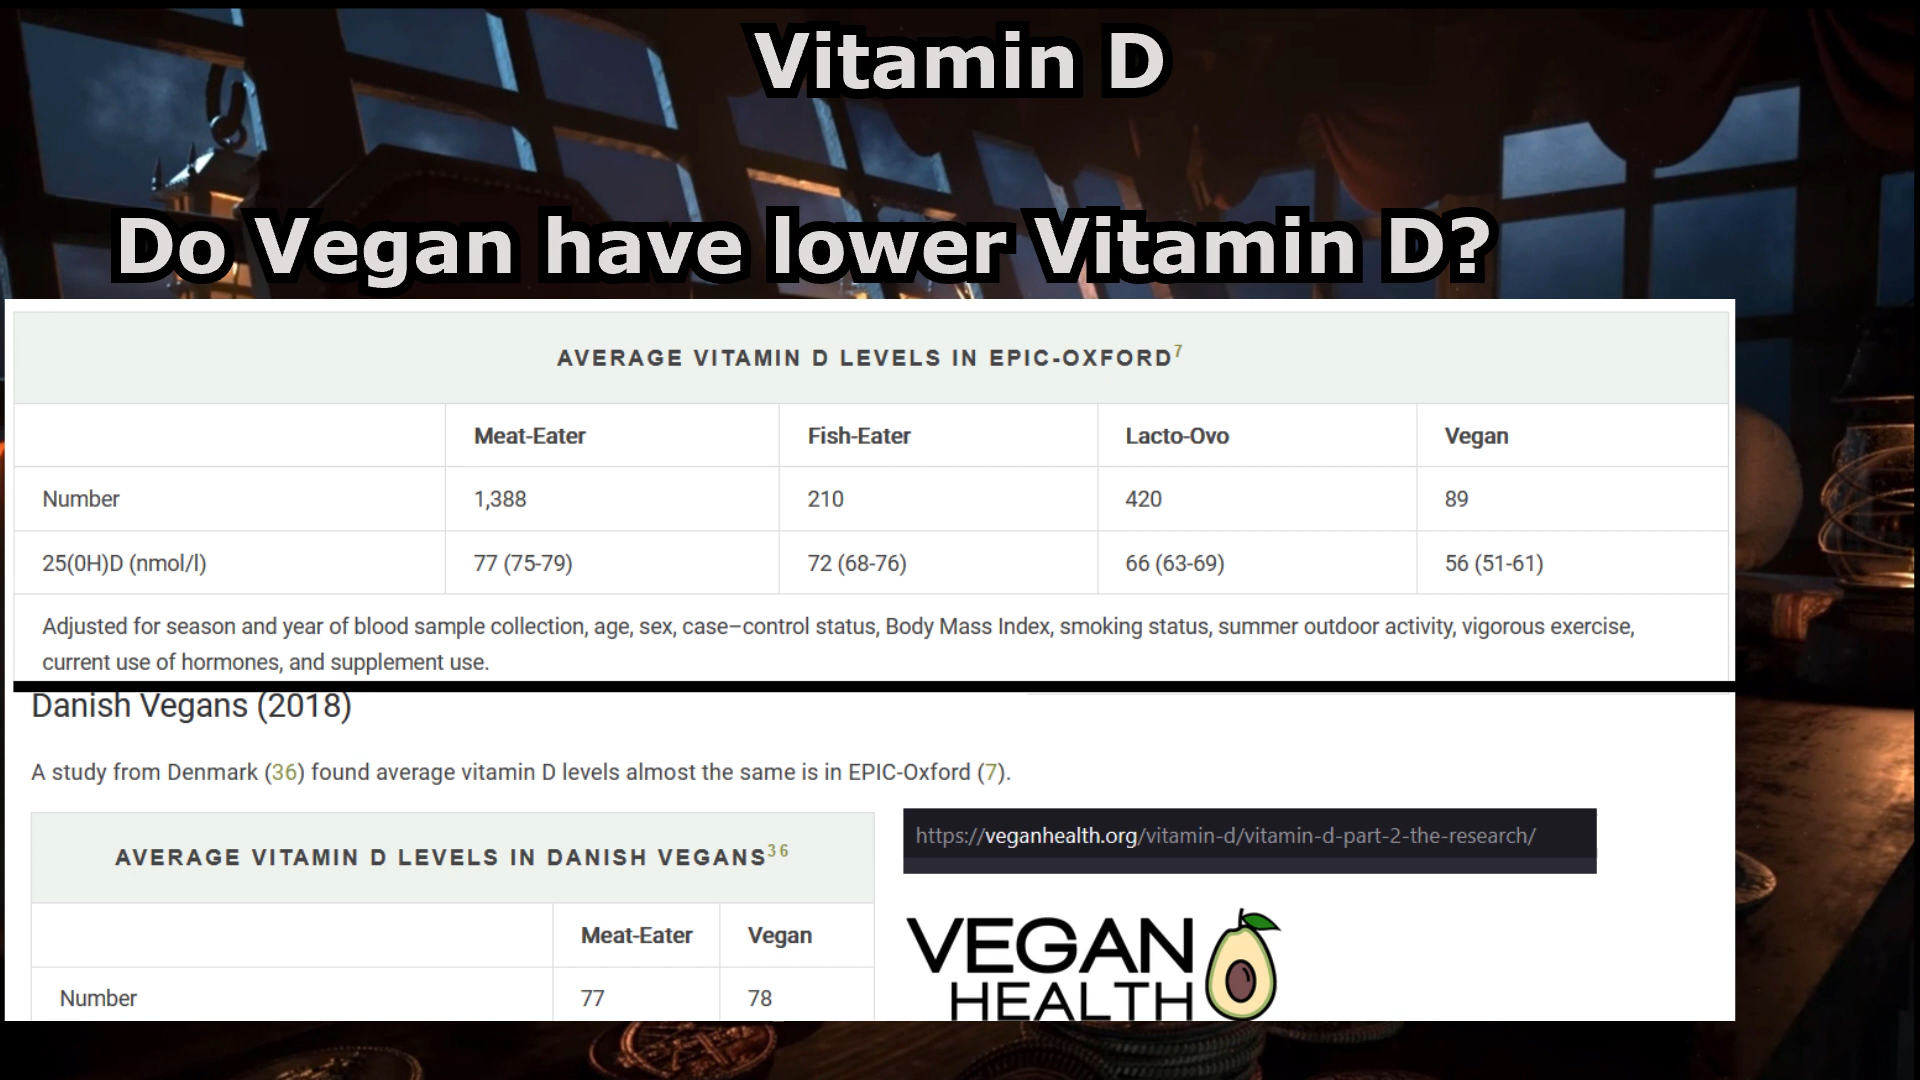 Vitamin D
Do Vegan have lower Vitamin D?
AVERAGE VITAMIN D LEVELS IN EPIC-OXFORD7
Meat-Eater Fish-Eater Lacto-Ovo Vegan
Number 1,388 210 420 89
25(0H)D (nmol/l) 77 (75-79) 72 (68-76) 66 (63-69) 56 (51-61)
Adjusted for season and year of blood sample collection, age, sex, case–control status, Body Mass Index, smoking status, summer outdoor activity, vigorous exercise,
current use of hormones, and supplement use.
Danish Vegans (2018)
A study from Denmark (36) found average vitamin D levels almost the same is in EPIC-Oxford (7).
AVERAGE VITAMIN D LEVELS IN DANISH VEGANS36
Meat-Eater Vegan
Number 77 78
https://veganhealth.org/vitamin-d/vitamin-d-part-2-the-research/
VEGAN
HEALTH